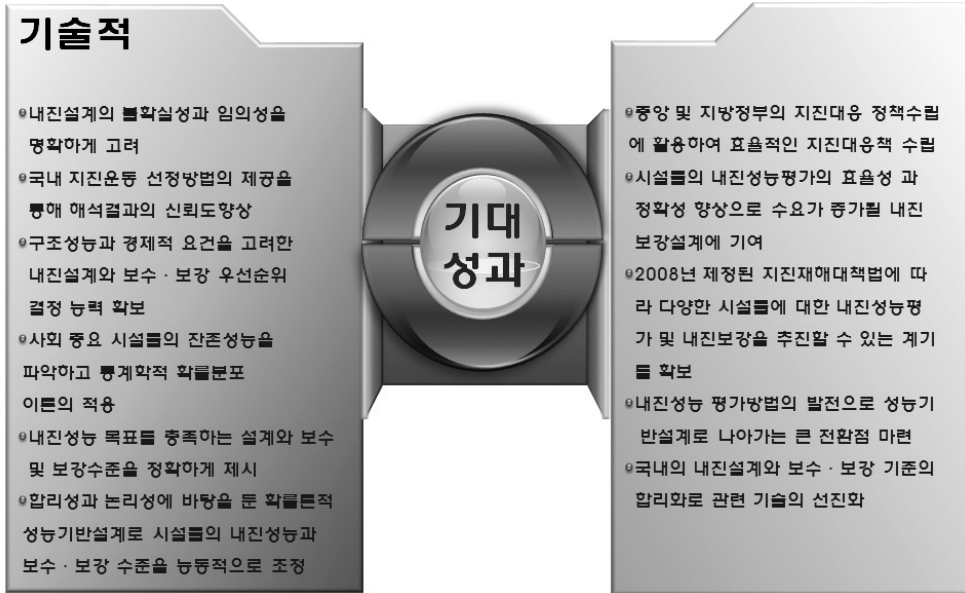 기술적
내진설계의 불확실성과 임의성을
명확하게 고려
국내 지진운동 선정방법의 제공을
통해 해석결과의 신뢰도향상
구조성능과 경제적 요건을 고려한
내진설계와 보수 · 보강 우선순위
결정 능력 확보
사회 중요 시설물의 잔존성능을
파악하고 통계학적 확률분포
이론의 적용
내진성능 목표를 충족하는 설계와 보수
및 보강수준을 정확하게 제시
합리성과 논리성에 바탕을 둔 확률론적
성능기반설계로 시설물의 내진성능과
보수 · 보강 수준을 능동적으로 조정
기대
성과
중앙 및 지방정부의 지진대응 정책수립
에 활용하여 효율적인 지진대응책 수립
시설물의 내진성능평가의 효율성 과
정확성 향상으로 수요가 증가될 내진
보강설계에 기여
2008년 제정된 지진재해대책법에 따
라 다양한 시설물에 대한 내진성능평
가 및 내진보강을 추진할 수 있는 계기
를 확보
내진성능 평가방법의 발전으로 성능기
반설계로 나아가는 큰 전환점 마련
국내의 내진설계와 보수 · 보강 기준의
합리화로 관련 기술의 선진화